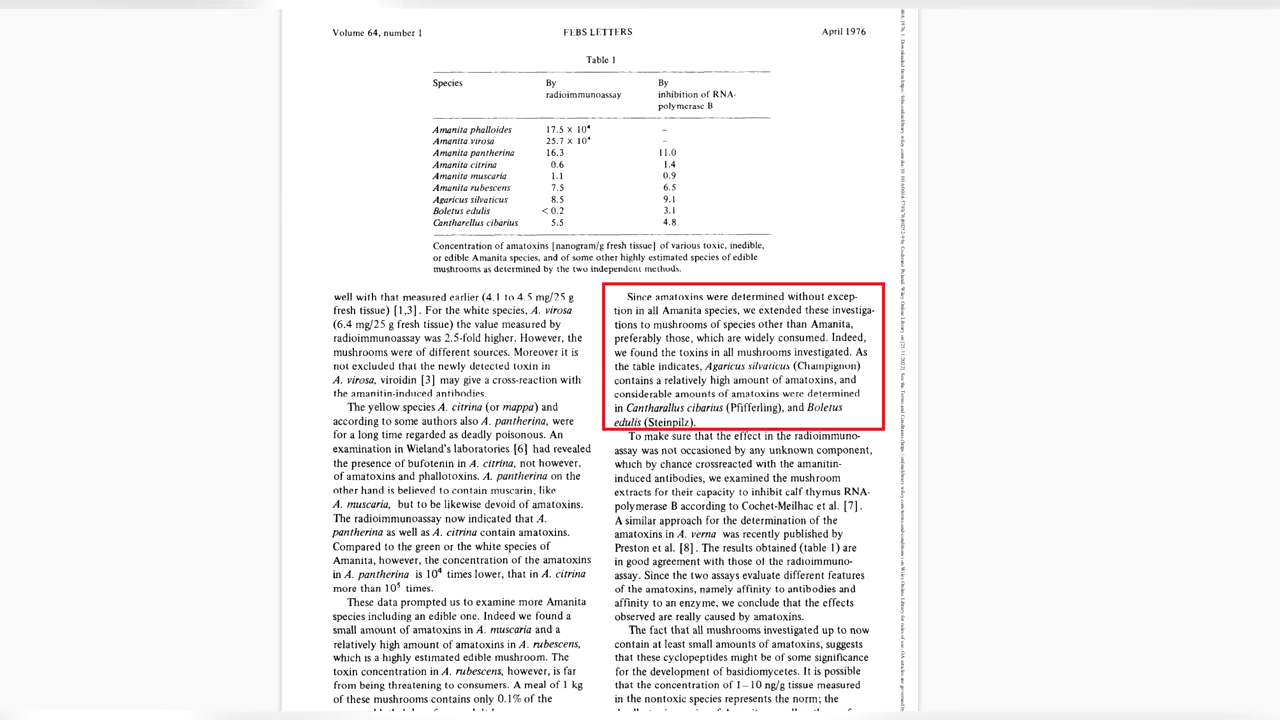 Volume 64, number 1 FEBS LETTERS April 1976
Table 1
Species By radioimmunoassay By inhibition of RNA-polymerase B
Amanita phalloides 17.5 × 10⁴ –
Amanita virosa 25.7 × 10⁴ –
Amanita pantherina 16.3 11.0
Amanita citrina 0.6 1.4
Amanita muscaria 1.1 0.9
Amanita rubescens 7.5 6.5
Agaricus silvaticus 8.5 9.1
Boletus edulis < 0.2 3.1
Cantharellus cibarius 5.5 4.8
Concentration of amatoxins [nanogram/g fresh tissue] of various toxic, inedible,
or edible Amanita species, and of some other highly estimated species of edible
mushrooms as determined by the two independent methods.
well with that measured earlier (4.1 to 4.5 mg/25 g
fresh tissue) [1,3]. For the white species, A. virosa
(6.4 mg/25 g fresh tissue) the value measured by
radioimmunoassay was 2.5-fold higher. However, the
mushrooms were of different sources. Moreover it is
not excluded that the newly detected toxin in
A. virosa, viroidin [3] may give a cross-reaction with
the amanitin-induced antibodies.
The yellow species A. citrina (or mappa) and
according to some authors also A. pantherina, were
for a long time regarded as deadly poisonous. An
examination in Wieland's laboratories [6] had revealed
the presence of bufotenin in A. citrina, not however,
of amatoxins and phallotoxins. A. pantherina on the
other hand is believed to contain muscarin, like
A. muscaria, but to be likewise devoid of amatoxins.
The radioimmunoassay now indicated that A.
pantherina as well as A. citrina contain amatoxins.
Compared to the green or the white species of
Amanita, however, the concentration of the amatoxins
in A. pantherina is 10⁴ times lower, that in A. citrina
more than 10⁵ times.
These data prompted us to examine more Amanita
species including an edible one. Indeed we found a
small amount of amatoxins in A. muscaria and a
relatively high amount of amatoxins in A. rubescens,
which is a highly estimated edible mushroom. The
toxin concentration in A. rubescens, however, is far
from being threatening to consumers. A meal of 1 kg
of these mushrooms contains only 0.1% of the
Since amatoxins were determined without excep-
tion in all Amanita species, we extended these investiga-
tions to mushrooms of species other than Amanita,
preferably those, which are widely consumed. Indeed,
we found the toxins in all mushrooms investigated. As
the table indicates, Agaricus silvaticus (Champignon)
contains a relatively high amount of amatoxins, and
considerable amounts of amatoxins were determined
in Cantharallus cibarius (Pfifferling), and Boletus
edulis (Steinpilz).
To make sure that the effect in the radioimmuno-
assay was not occasioned by any unknown component,
which by chance crossreacted with the amanitin-
induced antibodies, we examined the mushroom
extracts for their capacity to inhibit calf thymus RNA-
polymerase B according to Cochet-Meilhac et al. [7].
A similar approach for the determination of the
amatoxins in A. verna was recently published by
Preston et al. [8]. The results obtained (table 1) are
in good agreement with those of the radioimmuno-
assay. Since the two assays evaluate different features
of the amatoxins, namely affinity to antibodies and
affinity to an enzyme, we conclude that the effects
observed are really caused by amatoxins.
The fact that all mushrooms investigated up to now
contain at least small amounts of amatoxins, suggests
that these cyclopeptides might be of some significance
for the development of basidiomycetes. It is possible
that the concentration of 1–10 ng/g tissue measured
in the nontoxic species represents the norm; the